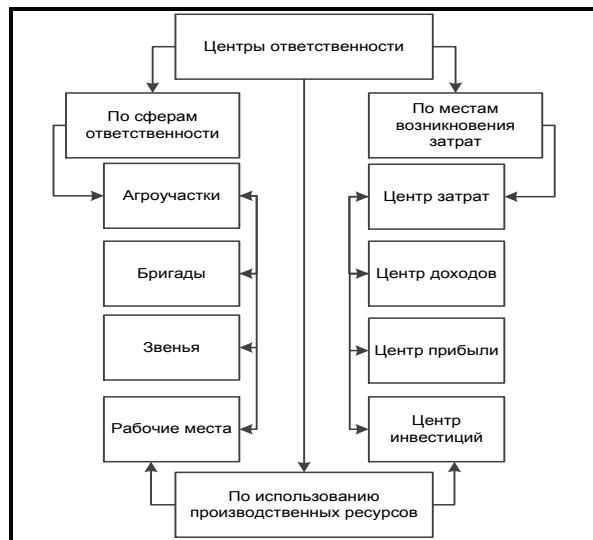 Центры ответственности
По сферам
ответственности
По местам
возникновения
затрат
Агроучастки
Центр затрат
Бригады
Центр доходов
Звенья
Центр прибыли
Рабочие места
Центр
инвестиций
По использованию
производственных ресурсов